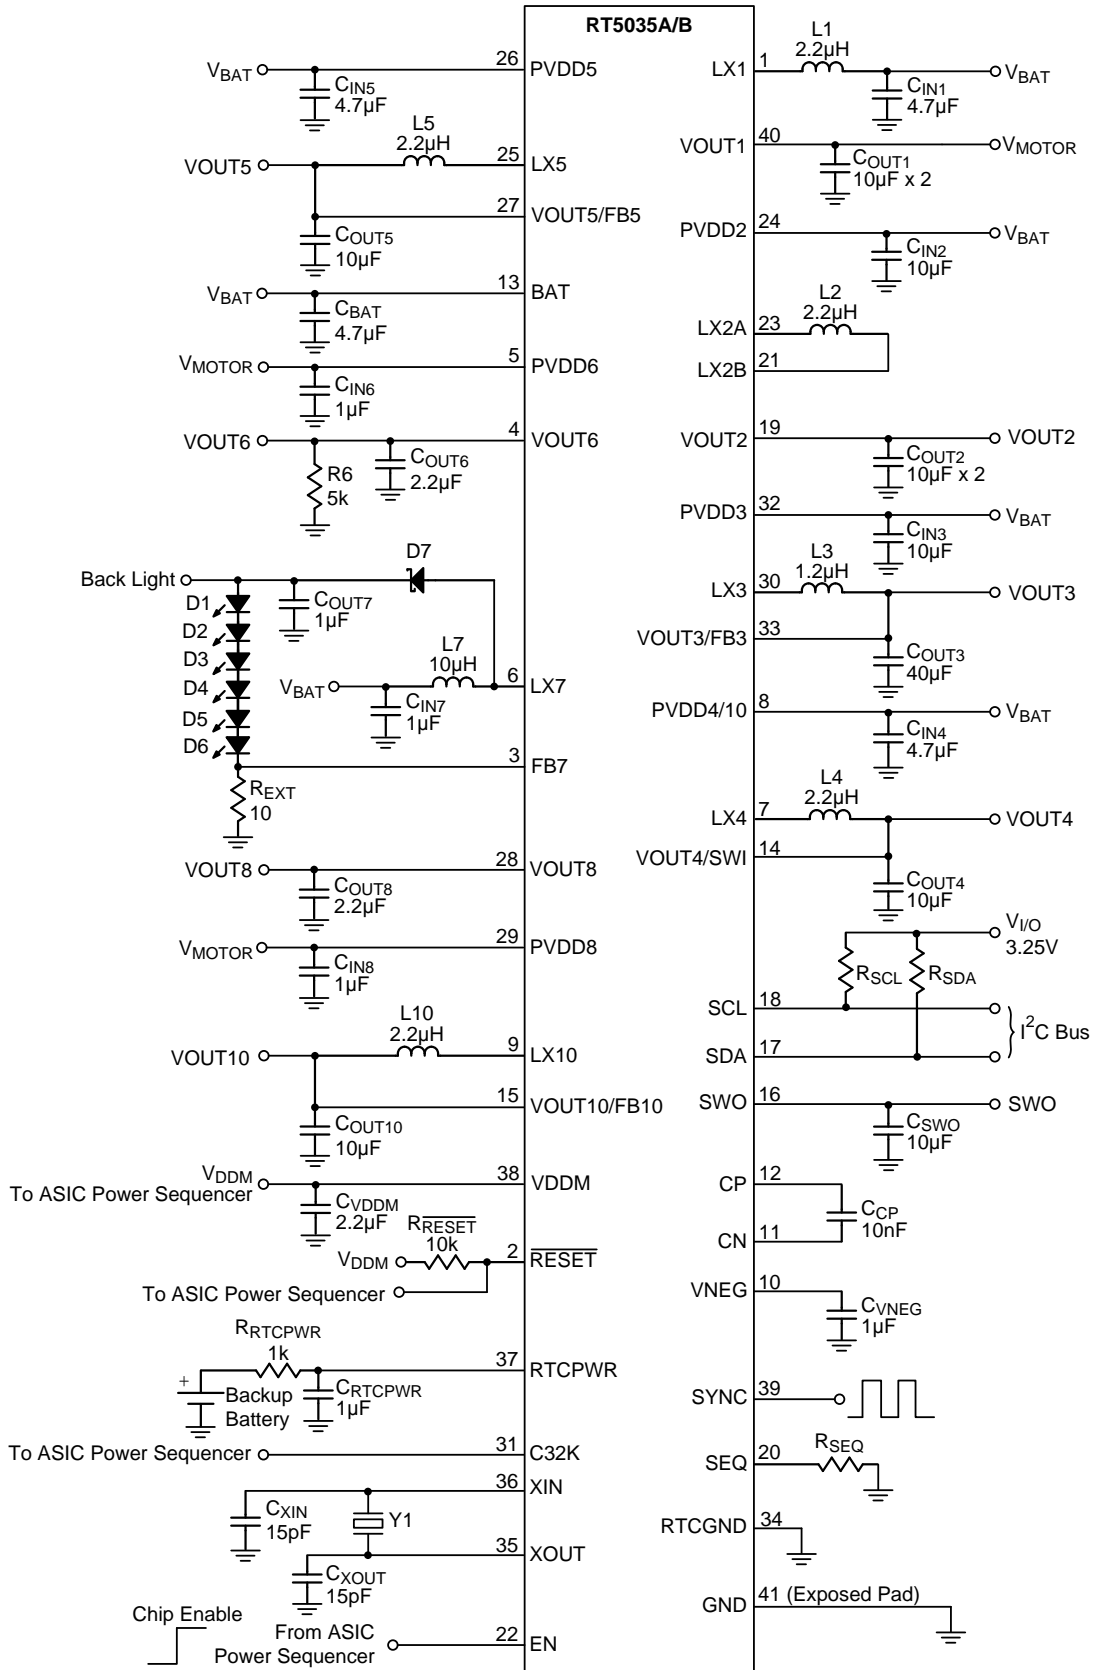 RT5035A/B
V_BAT
26
PVDD5
C_IN5
4.7µF
L5
2.2µH
VOUT5
25
LX5
27
VOUT5/FB5
C_OUT5
10µF
V_BAT
13
BAT
C_BAT
4.7µF
V_MOTOR
5
PVDD6
C_IN6
1µF
VOUT6
4
VOUT6
R6
5k
C_OUT6
2.2µF
D7
Back Light
C_OUT7
1µF
D1
D2
D3
D4
D5
D6
L7
10µH
V_BAT
6
LX7
C_IN7
1µF
3
FB7
R_EXT
10
VOUT8
28
VOUT8
C_OUT8
2.2µF
V_MOTOR
29
PVDD8
C_IN8
1µF
L10
2.2µH
VOUT10
9
LX10
15
VOUT10/FB10
C_OUT10
10µF
V_DDM
To ASIC Power Sequencer
38
VDDM
C_VDDM
2.2µF
R_RESET
10k
V_DDM
2
RESET
To ASIC Power Sequencer
R_RTCPWR
1k
37
RTCPWR
+
Backup
Battery
C_RTCPWR
1µF
To ASIC Power Sequencer
31
C32K
36
XIN
C_XIN
15pF
Y1
35
XOUT
C_XOUT
15pF
Chip Enable
From ASIC
Power Sequencer
22
EN
L1
2.2µH
LX1
1
V_BAT
C_IN1
4.7µF
VOUT1
40
V_MOTOR
C_OUT1
10µF x 2
PVDD2
24
V_BAT
C_IN2
10µF
L2
2.2µH
LX2A
23
LX2B
21
VOUT2
19
VOUT2
C_OUT2
10µF x 2
PVDD3
32
V_BAT
C_IN3
10µF
L3
1.2µH
LX3
30
VOUT3
VOUT3/FB3
33
C_OUT3
40µF
PVDD4/10
8
V_BAT
C_IN4
4.7µF
L4
2.2µH
LX4
7
VOUT4
VOUT4/SWI
14
C_OUT4
10µF
V_I/O
3.25V
R_SCL
R_SDA
SCL
18
I²C Bus
SDA
17
SWO
16
SWO
C_SWO
10µF
CP
12
C_CP
10nF
CN
11
VNEG
10
C_VNEG
1µF
SYNC
39
SEQ
20
R_SEQ
RTCGND
34
GND
41 (Exposed Pad)